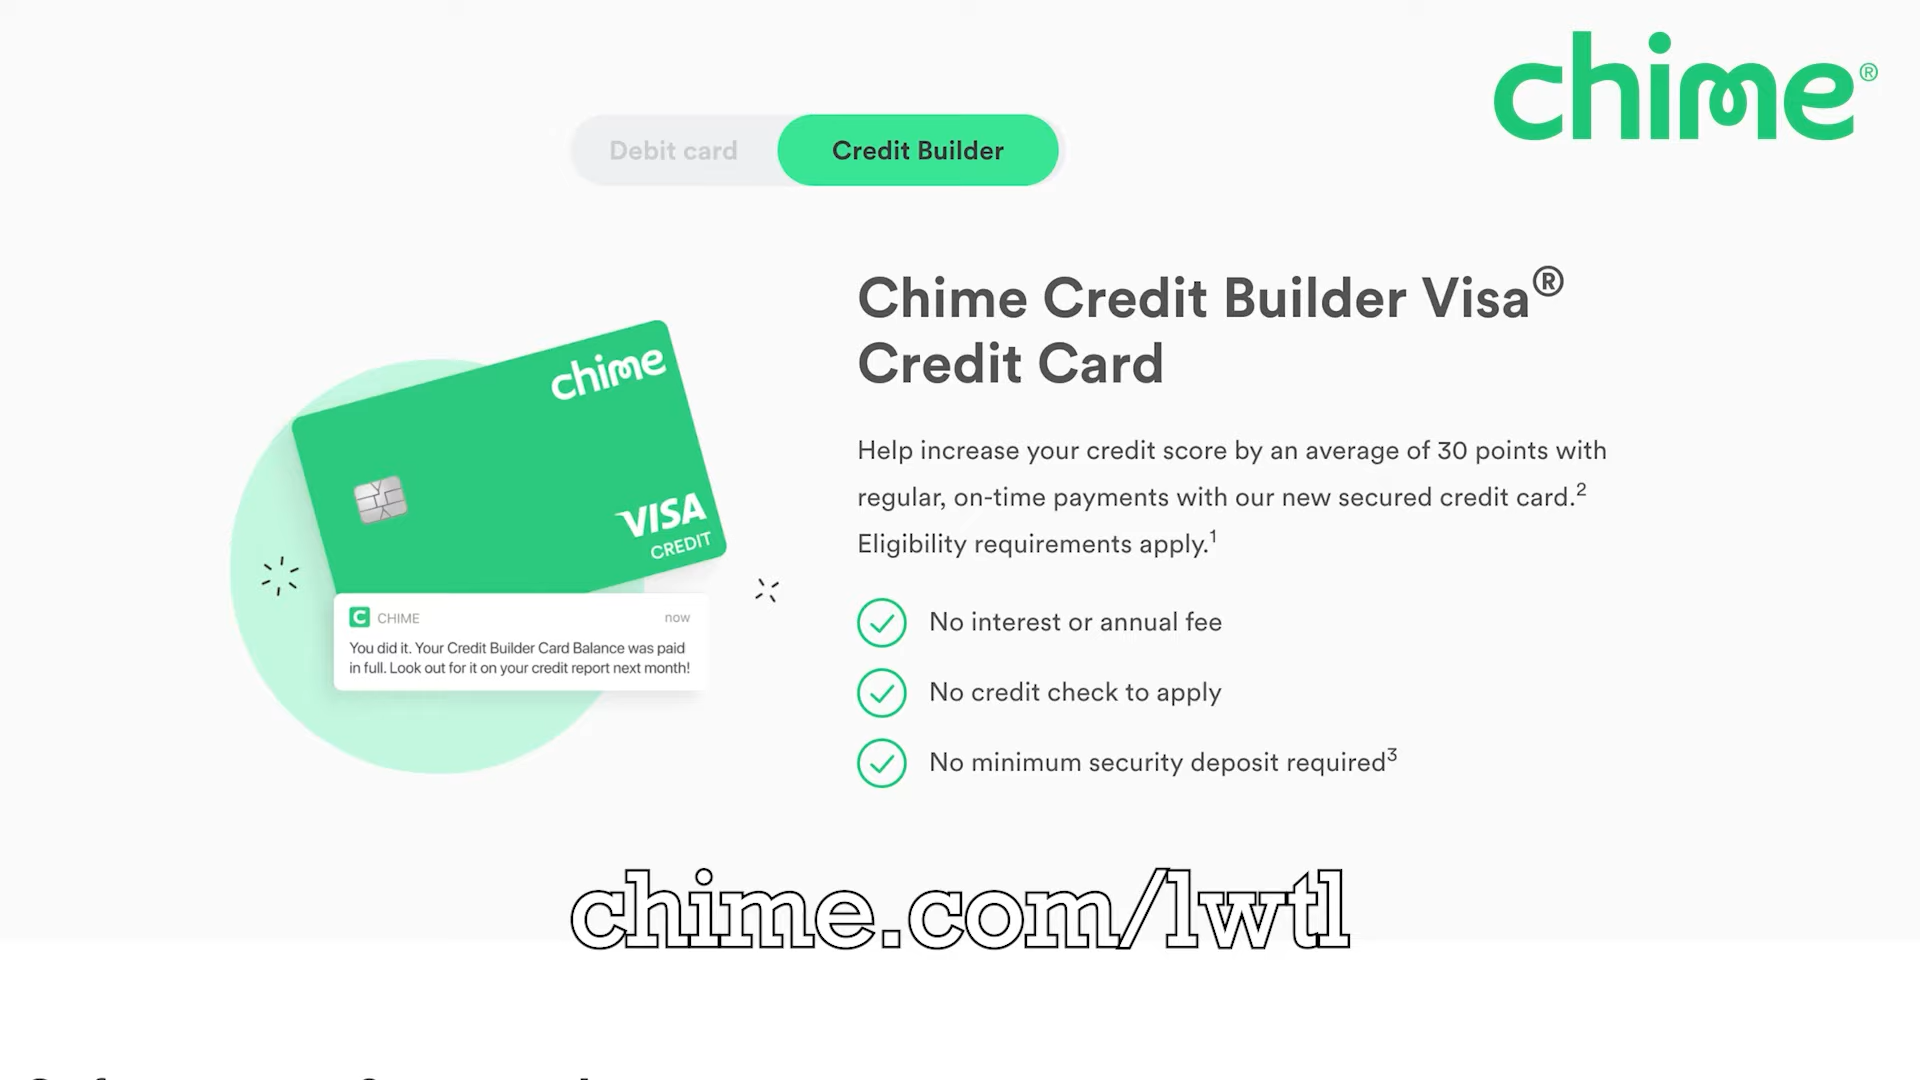 chime®
Debit card
Credit Builder
Chime Credit Builder Visa®
Credit Card
Help increase your credit score by an average of 30 points with
regular, on-time payments with our new secured credit card.²
Eligibility requirements apply.¹
No interest or annual fee
No credit check to apply
No minimum security deposit required³
chime
VISA
CREDIT
CHIME
now
You did it. Your Credit Builder Card Balance was paid
in full. Look out for it on your credit report next month!
chime.com/lwtl